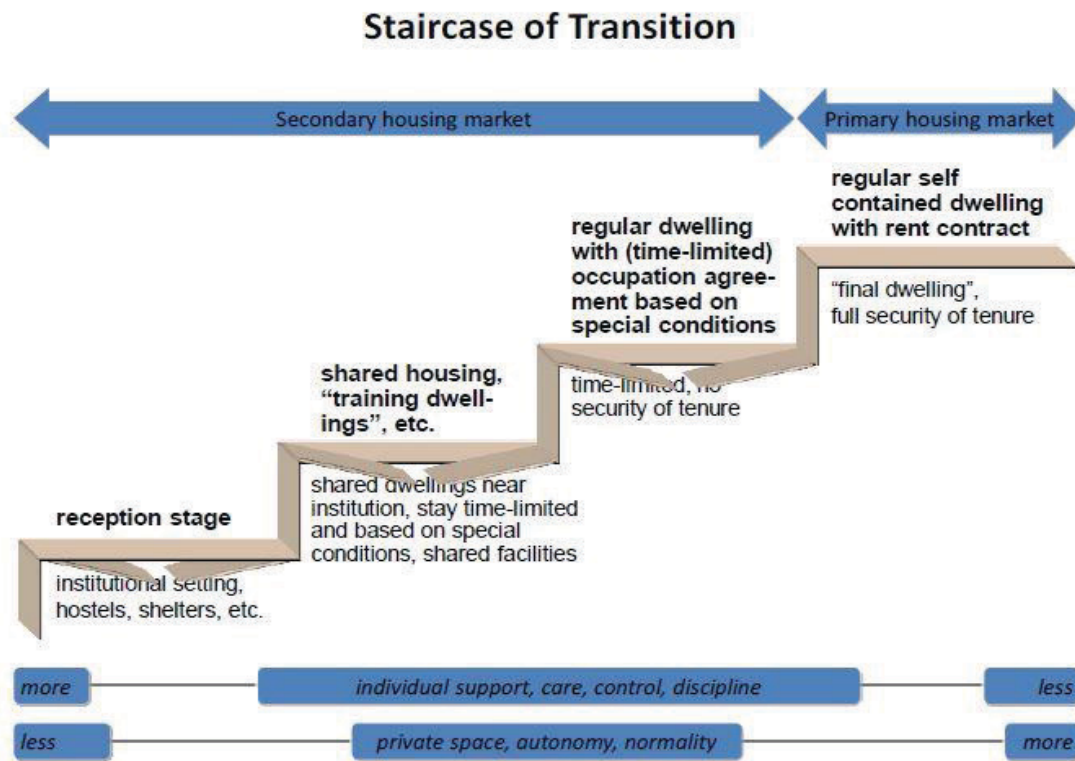 Staircase of Transition
Secondary housing market
Primary housing market
regular self
contained dwelling
with rent contract
“final dwelling”,
full security of tenure
regular dwelling
with (time-limited)
occupation agree-
ment based on
special conditions
time-limited, no
security of tenure
shared housing,
“training dwell-
ings”, etc.
shared dwellings near
institution, stay time-limited
and based on special
conditions, shared facilities
reception stage
institutional setting,
hostels, shelters, etc.
more
individual support, care, control, discipline
less
less
private space, autonomy, normality
more